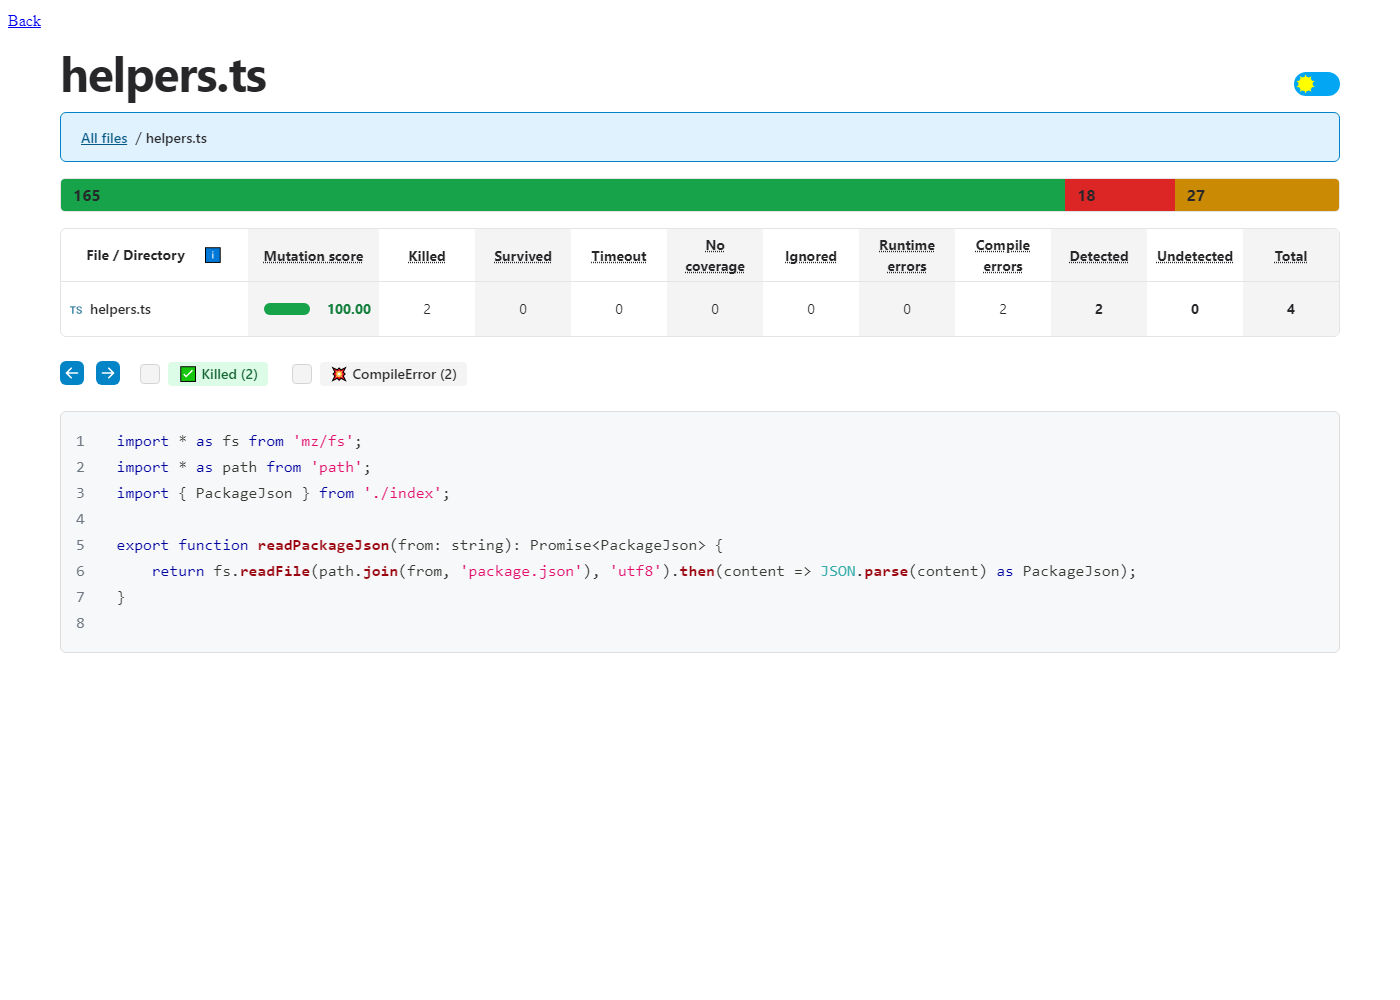 Back
helpers.ts
All files / helpers.ts
165 18 27
File / Directory i Mutation score Killed Survived Timeout No coverage Ignored Runtime errors Compile errors Detected Undetected Total
TS helpers.ts 100.00 2 0 0 0 0 0 2 2 0 4
Killed (2) CompileError (2)
1 import * as fs from 'mz/fs';
2 import * as path from 'path';
3 import { PackageJson } from './index';
4
5 export function readPackageJson(from: string): Promise<PackageJson> {
6     return fs.readFile(path.join(from, 'package.json'), 'utf8').then(content => JSON.parse(content) as PackageJson);
7 }
8